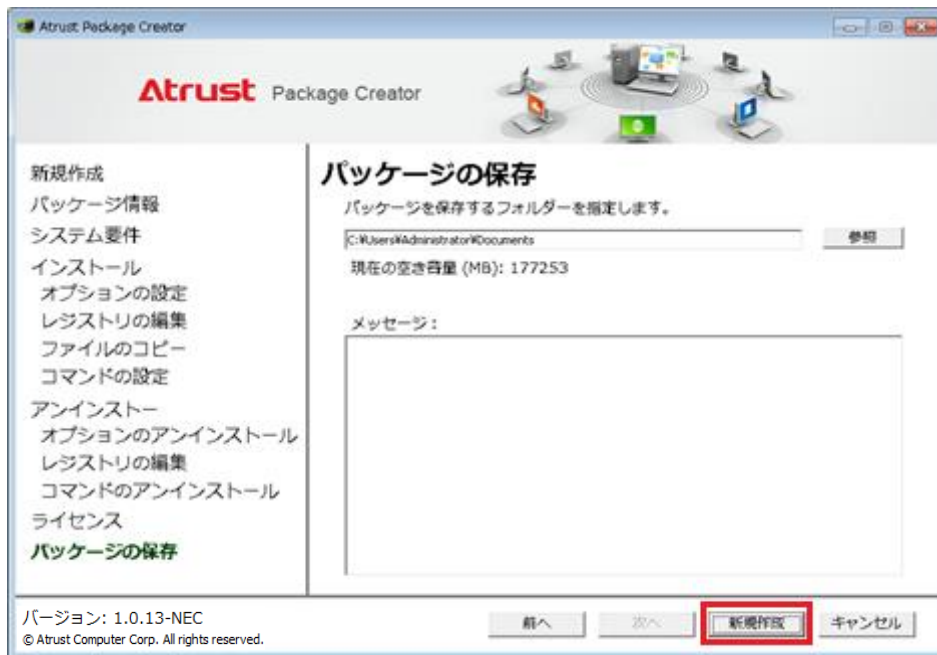 Atrust Package Creator
Atrust Package Creator
新規作成
パッケージ情報
システム要件
インストール
オプションの設定
レジストリの編集
ファイルのコピー
コマンドの設定
アンインストー
オプションのアンインストール
レジストリの編集
コマンドのアンインストール
ライセンス
パッケージの保存
パッケージの保存
パッケージを保存するフォルダーを指定します。
C:¥Users¥Administrator¥Documents 参照
現在の空き容量 (MB): 177253
メッセージ:
バージョン: 1.0.13-NEC
© Atrust Computer Corp. All rights reserved.
前へ 次へ 新規作成 キャンセル